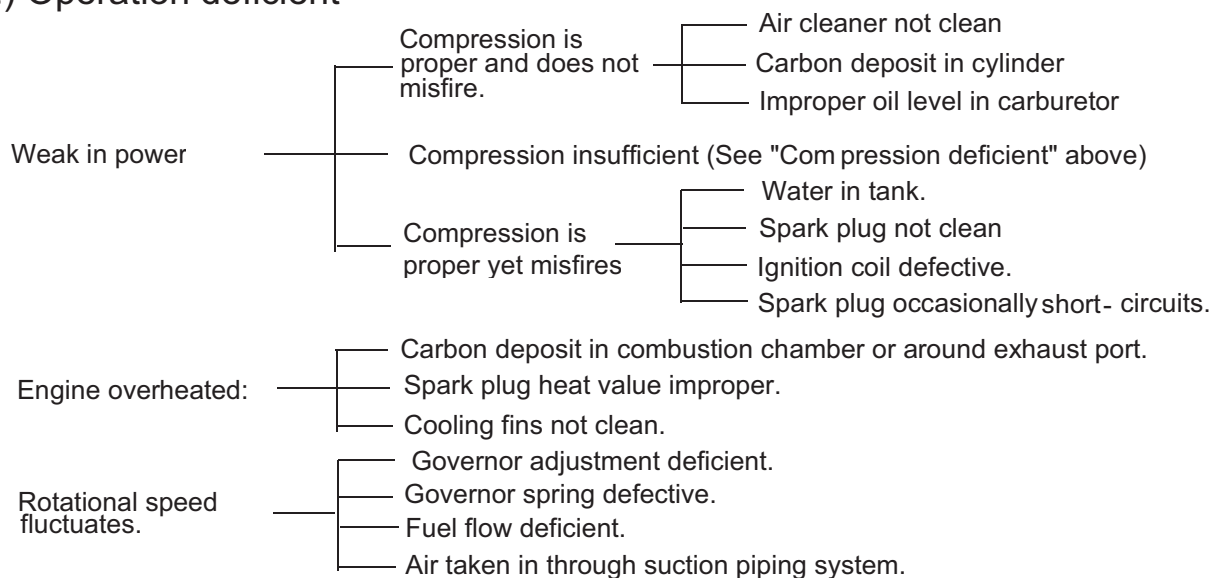 ) Operation deficient
Compression is
proper and does not
misfire.
Air cleaner not clean
Carbon deposit in cylinder
Improper oil level in carburetor
Weak in power
Compression insufficient (See "Com pression deficient" above)
Compression is
proper yet misfires
Water in tank.
Spark plug not clean
Ignition coil defective.
Spark plug occasionally short- circuits.
Engine overheated:
Carbon deposit in combustion chamber or around exhaust port.
Spark plug heat value improper.
Cooling fins not clean.
Rotational speed
fluctuates.
Governor adjustment deficient.
Governor spring defective.
Fuel flow deficient.
Air taken in through suction piping system.